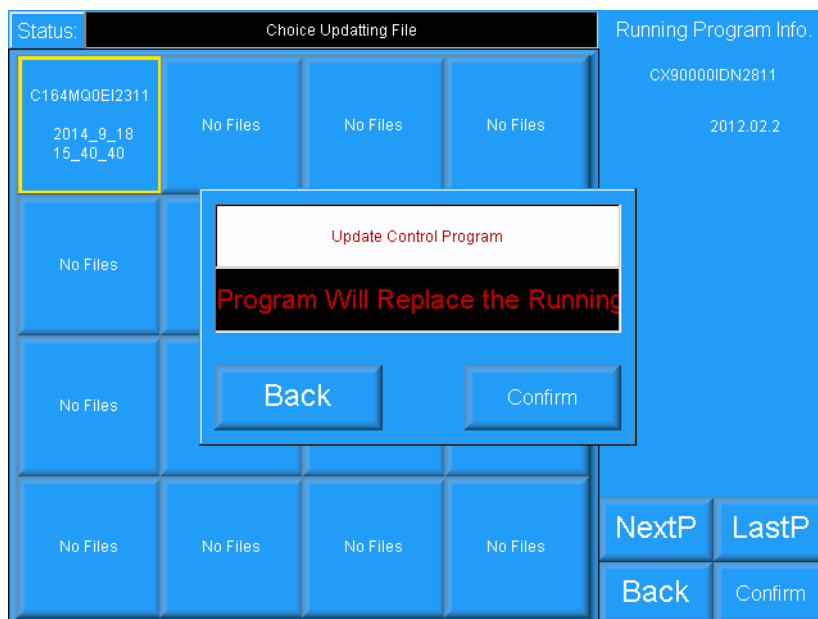 Status:
Choice Updatting File
Running Program Info.
CX90000IDN2811
2012.02.2
C164MQ0EI2311
2014_9_18
15_40_40
No Files
No Files
No Files
No Files
Update Control Program
Program Will Replace the Runnin
Back
Confirm
No Files
No Files
No Files
No Files
No Files
NextP
LastP
Back
Confirm